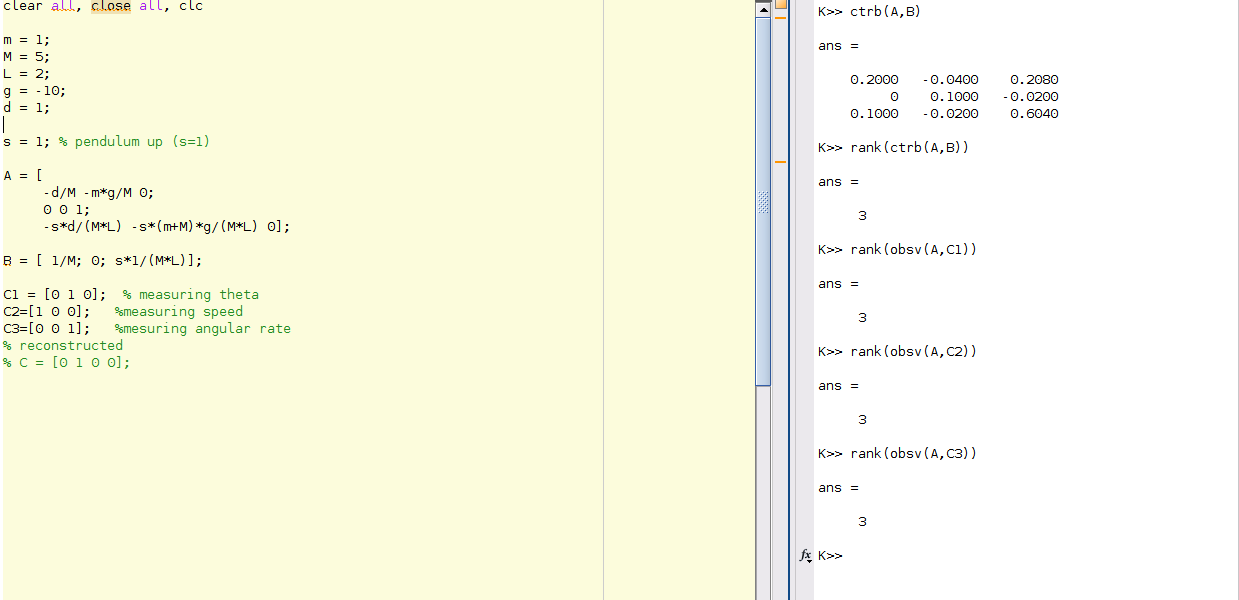 clear all, close all, clc
m = 1;
M = 5;
L = 2;
g = -10;
d = 1;
s = 1; % pendulum up (s=1)
A = [
-d/M -m*g/M 0;
0 0 1;
-s*d/(M*L) -s*(m+M)*g/(M*L) 0];
B = [ 1/M; 0; s*1/(M*L)];
C1 = [0 1 0];  % measuring theta
C2=[1 0 0];   %measuring speed
C3=[0 0 1];   %mesuring angular rate
% reconstructed
% C = [0 1 0 0];
K>> ctrb(A,B)
ans =
0.2000   -0.0400    0.2080
0    0.1000   -0.0200
0.1000   -0.0200    0.6040
K>> rank(ctrb(A,B))
ans =
3
K>> rank(obsv(A,C1))
ans =
3
K>> rank(obsv(A,C2))
ans =
3
K>> rank(obsv(A,C3))
ans =
3
fx K>>